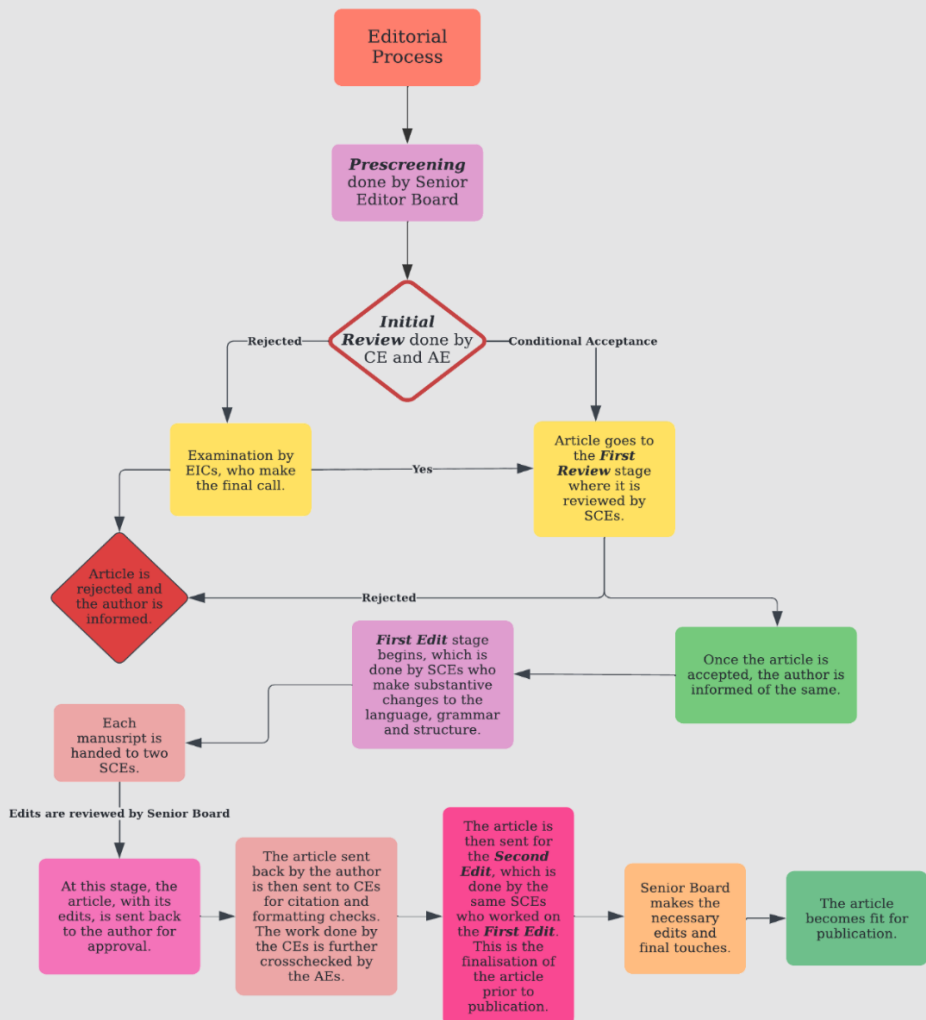 Editorial
Process
Prescreening
done by Senior
Editor Board
Initial
Review done by
CE and AE
Rejected
Conditional Acceptance
Examination by
EICs, who make
the final call.
Yes
Article goes to
the First
Review stage
where it is
reviewed by
SCEs.
Article is
rejected and
the author is
informed.
Rejected
First Edit stage
begins, which is
done by SCEs who
make substantive
changes to the
language, grammar
and structure.
Once the article is
accepted, the author is
informed of the same.
Each
manusript is
handed to two
SCEs.
Edits are reviewed by Senior Board
At this stage, the
article, with its
edits, is sent back
to the author for
approval.
The article sent
back by the author
is then sent to CEs
for citation and
formatting checks.
The work done by
the CEs is further
crosschecked by
the AEs.
The article is
then sent for
the Second
Edit, which is
done by the
same SCEs
who worked on
the First Edit.
This is the
finalisation of
the article
prior to
publication.
Senior Board
makes the
necessary
edits and
final touches.
The article
becomes fit for
publication.